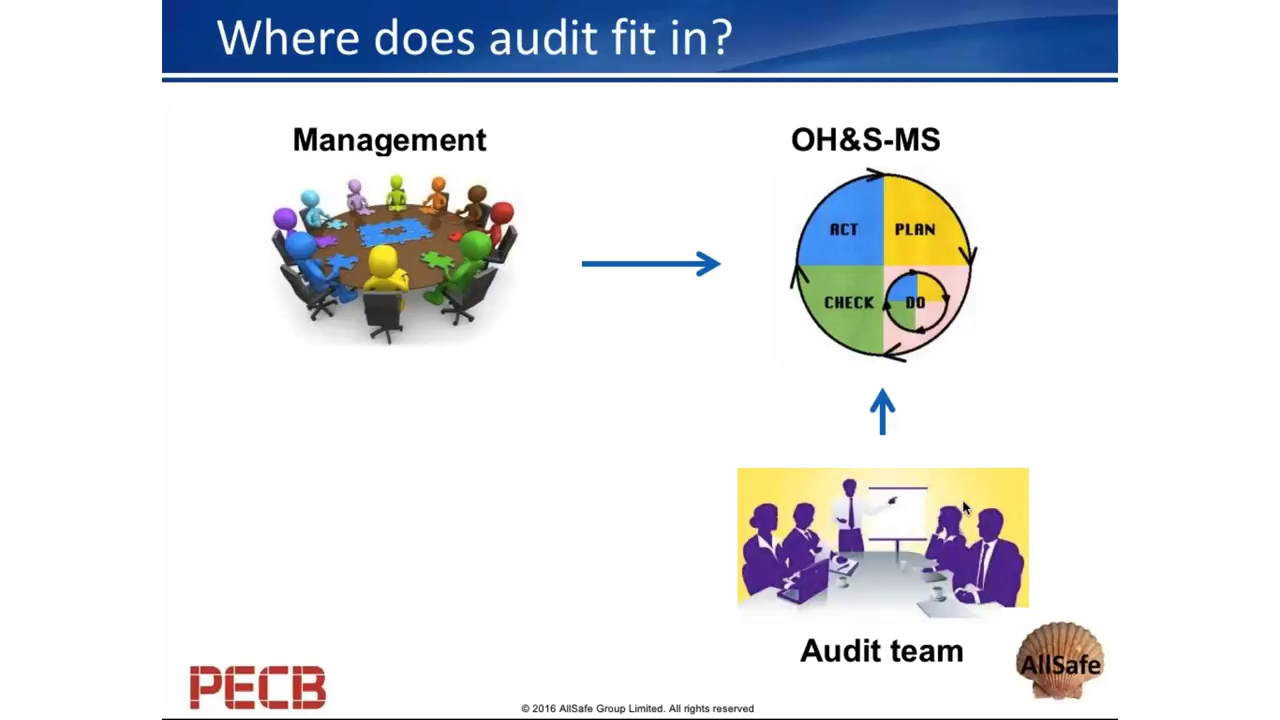 Where does audit fit in?
Management
OH&S-MS
ACT
PLAN
CHECK
DO
Audit team
PECB
AllSafe
© 2016 AllSafe Group Limited. All rights reserved